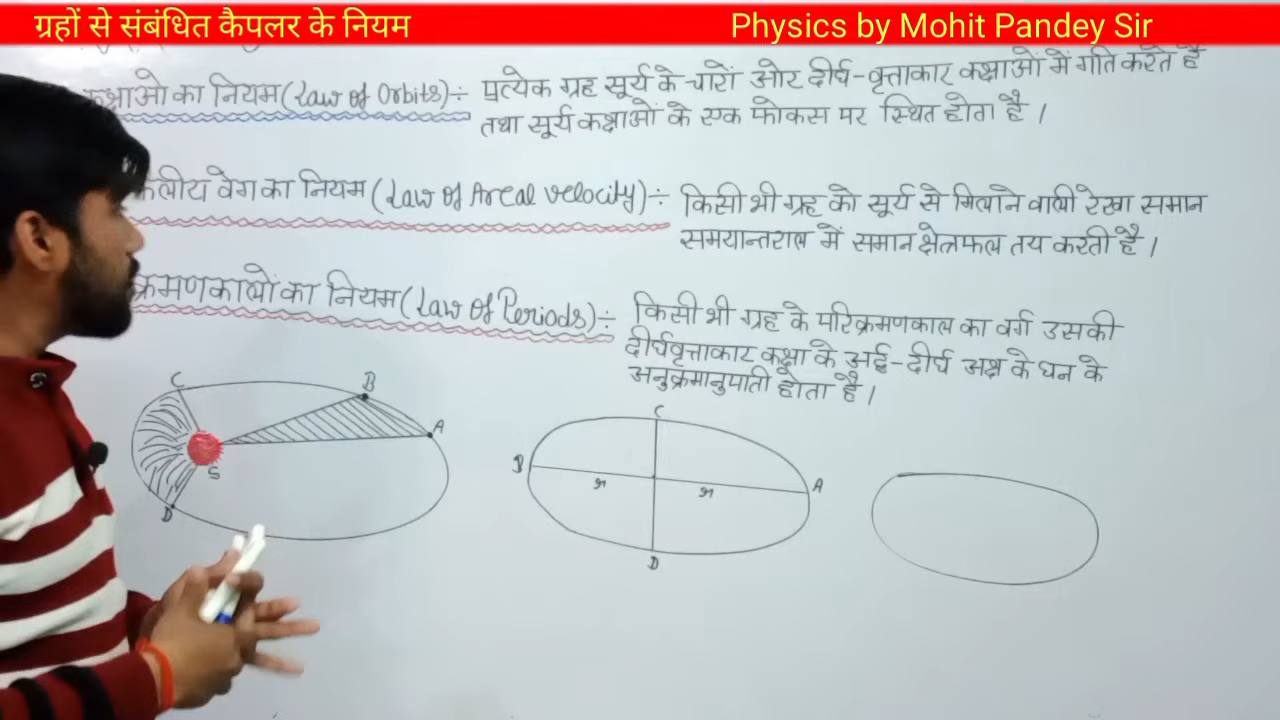 ग्रहों से संबंधित कैपलर के नियम
Physics by Mohit Pandey Sir
कक्षाओ का नियम (Law of Orbits) ÷ प्रत्येक ग्रह सूर्य के चारों ओर दीर्घ-वृत्ताकार कक्षाओं में गति करते है
तथा सूर्य कक्षाओं के एक फोकस पर स्थित होता है।
वेग का नियम (Law of Areal velocity) ÷ किसी भी ग्रह को सूर्य से मिलाने वाली रेखा समान
समयान्तराल में समान क्षेत्रफल तय करती है।
क्रमणकालों का नियम (Law of Periods) ÷ किसी भी ग्रह के परिक्रमणकाल का वर्ग उसकी
दीर्घवृत्ताकार कक्षा के अर्द्ध-दीर्घ अक्ष के घन के
अनुक्रमानुपाती होता है।
C B A S D
C B A D